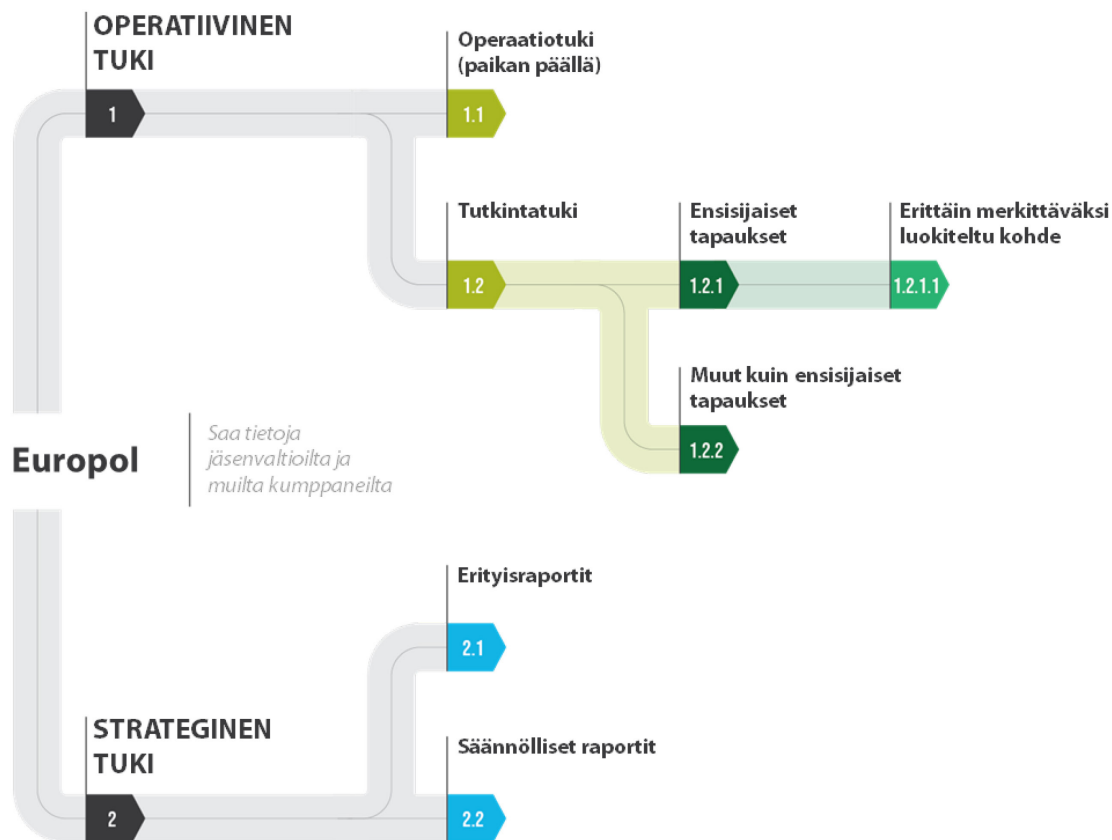 OPERATIIVINEN
TUKI
1
Operaatiotuki
(paikan päällä)
1.1
Tutkintatuki
1.2
Ensisijaiset
tapaukset
1.2.1
Erittäin merkittäväksi
luokiteltu kohde
1.2.1.1
Muut kuin ensisijaiset
tapaukset
1.2.2
Europol
Saa tietoja
jäsenvaltioilta ja
muilta kumppaneilta
Erityisraportit
2.1
STRATEGINEN
TUKI
2
Säännölliset raportit
2.2